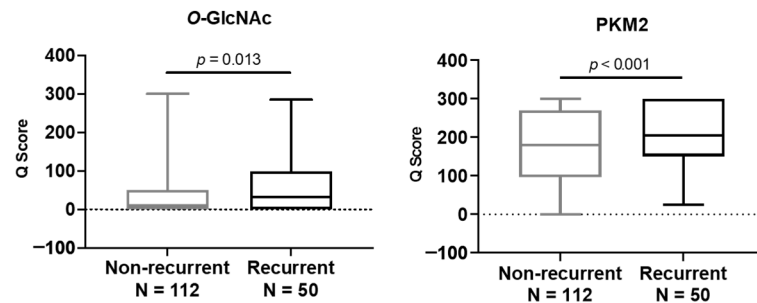 O-GlcNAc
p = 0.013
Q Score
400
300
200
100
0
−100
Non-recurrent
N = 112
Recurrent
N = 50
PKM2
p < 0.001
Q Score
400
300
200
100
0
−100
Non-recurrent
N = 112
Recurrent
N = 50